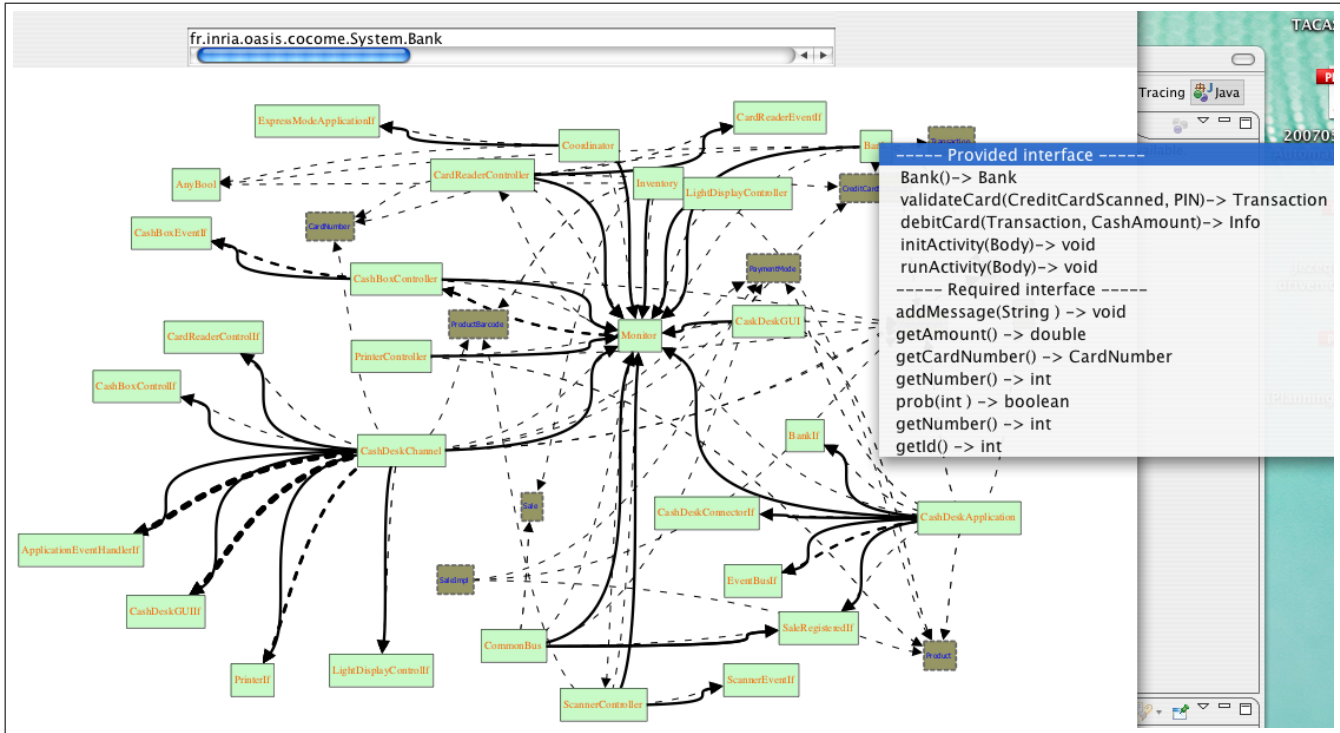 TACA
fr.inria.oasis.cocome.System.Bank
Tracing
Java
200705
ExpressModeApplicationIf
Coordinator
CardReaderEventIf
Transaction
AnyBool
CardReaderController
Inventory
LightDisplayController
CardNumber
CashBoxEventIf
CashBoxController
PaymentMode
CardReaderControlIf
ProductBarcode
CaskDeskGUI
Monitor
PrinterController
CashBoxControlIf
CashDeskChannel
BankIf
Sale
CashDeskConnectorIf
CashDeskApplication
ApplicationEventHandlerIf
SaleImpl
EventBusIf
CashDeskGUIIf
SaleRegisteredIf
CommonBus
Product
PrinterIf
LightDisplayControlIf
ScannerEventIf
ScannerController
----- Provided interface -----
Bank()-> Bank
validateCard(CreditCardScanned, PIN)-> Transaction
debitCard(Transaction, CashAmount)-> Info
initActivity(Body)-> void
runActivity(Body)-> void
----- Required interface -----
addMessage(String ) -> void
getAmount() -> double
getCardNumber() -> CardNumber
getNumber() -> int
prob(int ) -> boolean
getNumber() -> int
getId() -> int